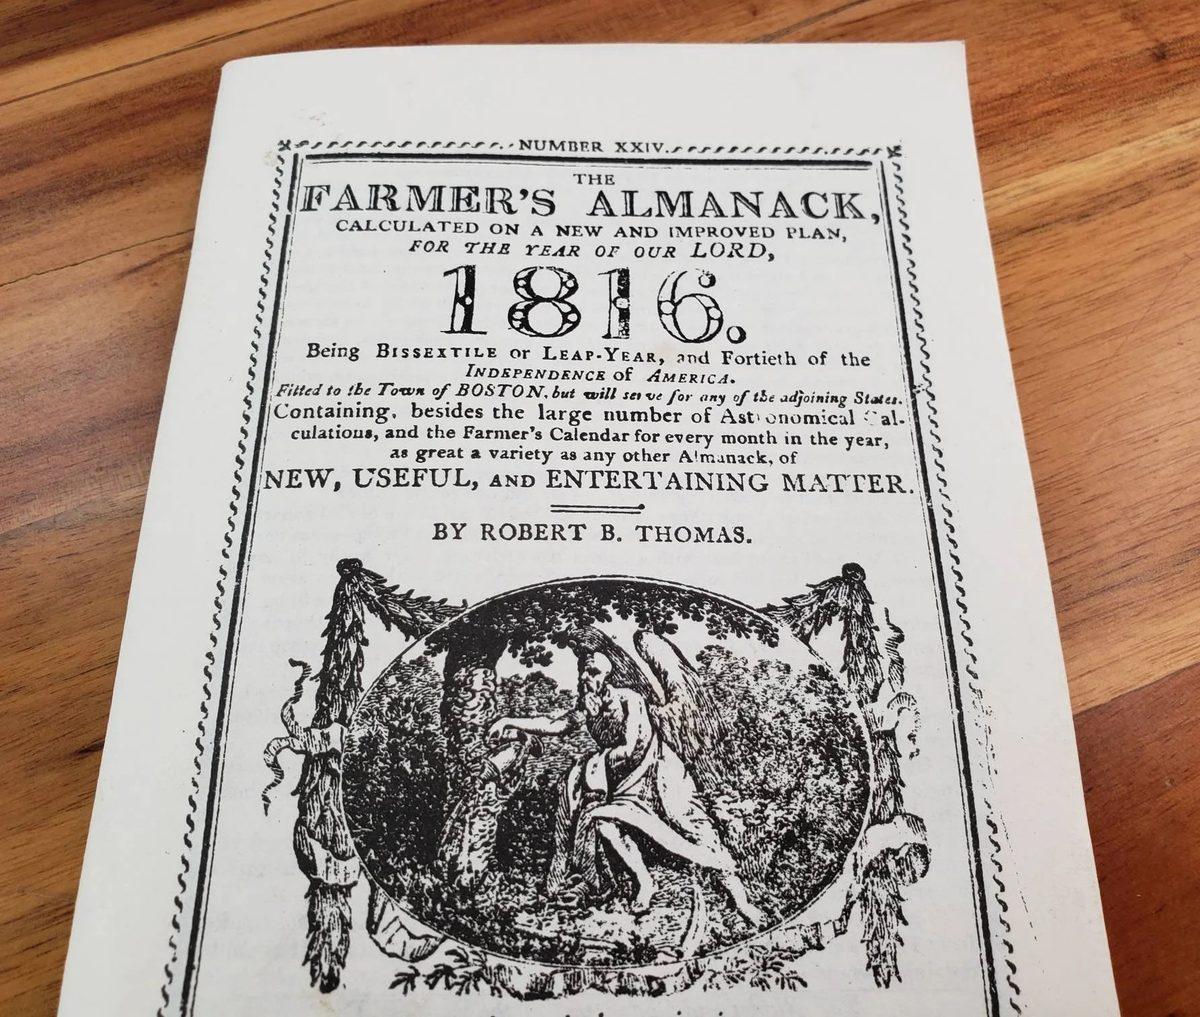 NUMBER XXIV.
THE
FARMER'S ALMANACK,
CALCULATED ON A NEW AND IMPROVED PLAN,
FOR THE YEAR OF OUR LORD,
1816.
Being BISSEXTILE or LEAP-YEAR, and Fortieth of the
INDEPENDENCE of AMERICA.
Fitted to the Town of BOSTON, but will serve for any of the adjoining States.
Containing, besides the large number of Astronomical Cal-
culations, and the Farmer's Calendar for every month in the year,
as great a variety as any other Almanack, of
NEW, USEFUL, AND ENTERTAINING MATTER.
BY ROBERT B. THOMAS.